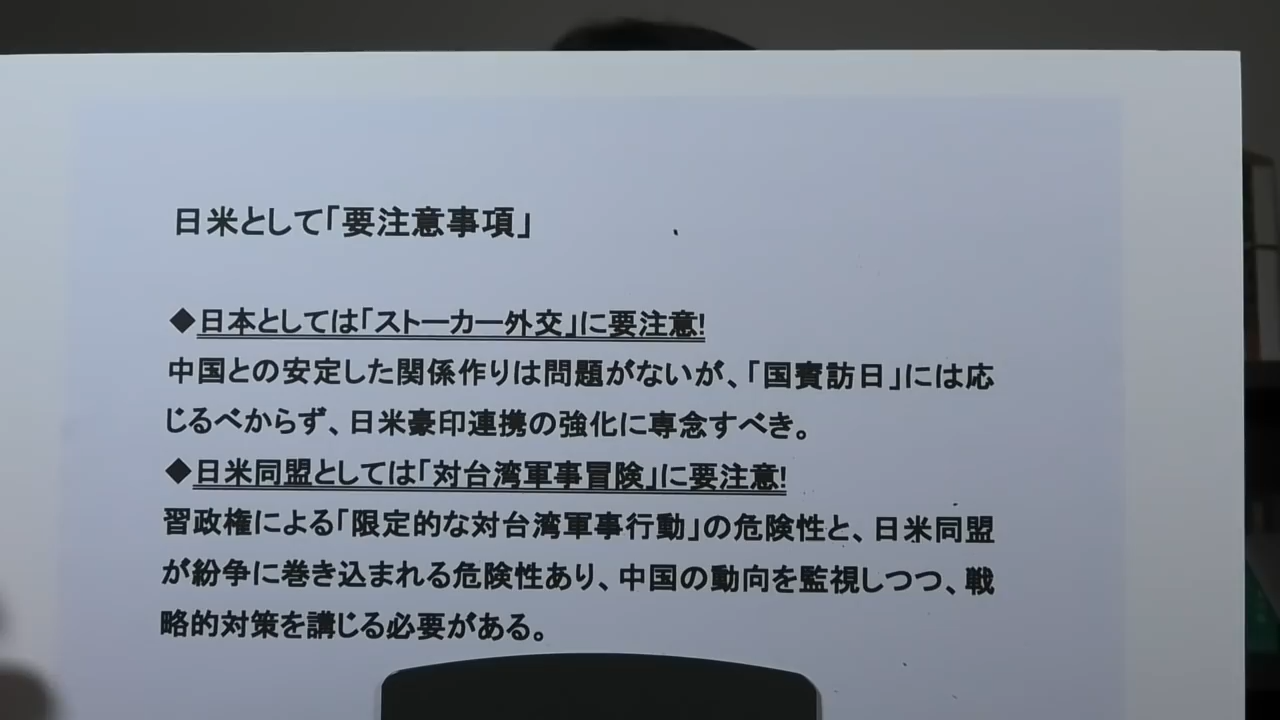 日米として「要注意事項」
◆日本としては「ストーカー外交」に要注意!
中国との安定した関係作りは問題がないが、「国賓訪日」には応
じるべからず、日米豪印連携の強化に専念すべき。
◆日米同盟としては「対台湾軍事冒険」に要注意!
習政権による「限定的な対台湾軍事行動」の危険性と、日米同盟
が紛争に巻き込まれる危険性あり、中国の動向を監視しつつ、戦
略的対策を講じる必要がある。